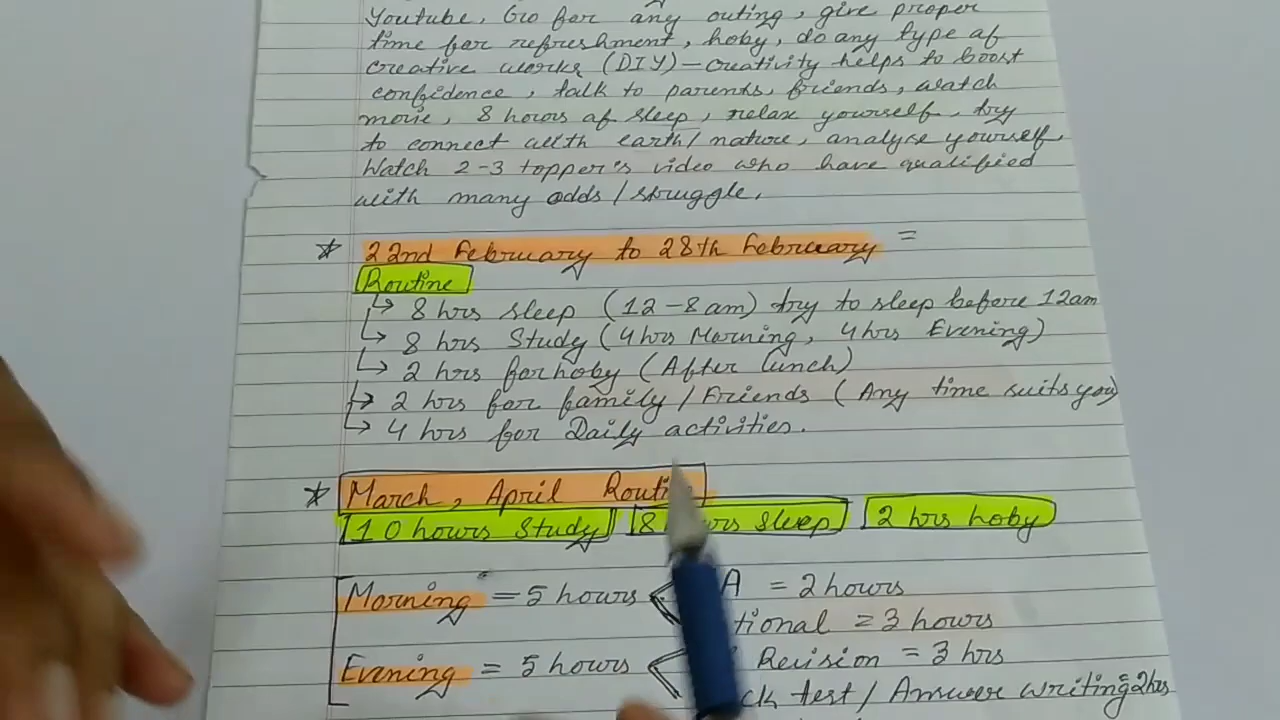 Youtube, Go for any outing, give proper
time for refreshment, hoby, do any type of
creative works (DIY) - creativity helps to boost
confidence, talk to parents, friends, watch
movie, 8 hours of sleep, relax yourself, try
to connect with earth/nature, analyse yourself.
Watch 2-3 topper's video who have qualified
with many odds/struggle.
* 22nd February to 28th February =
Routine
↳ 8 hrs sleep (12-8am) try to sleep before 12am
↳ 8 hrs Study (4hrs Morning, 4hrs Evening)
↳ 2 hrs for hoby (After lunch)
↳ 2 hrs for family/Friends (Any time suits you)
↳ 4 hrs for Daily activities.
* March, April
10 hours Study 8 sleep 2 hrs hoby
Morning = 5 hours < = 2 hours
= 3 hours
Evening = 5 hours < Revision = 3 hrs
test/Answer writing = 2hrs